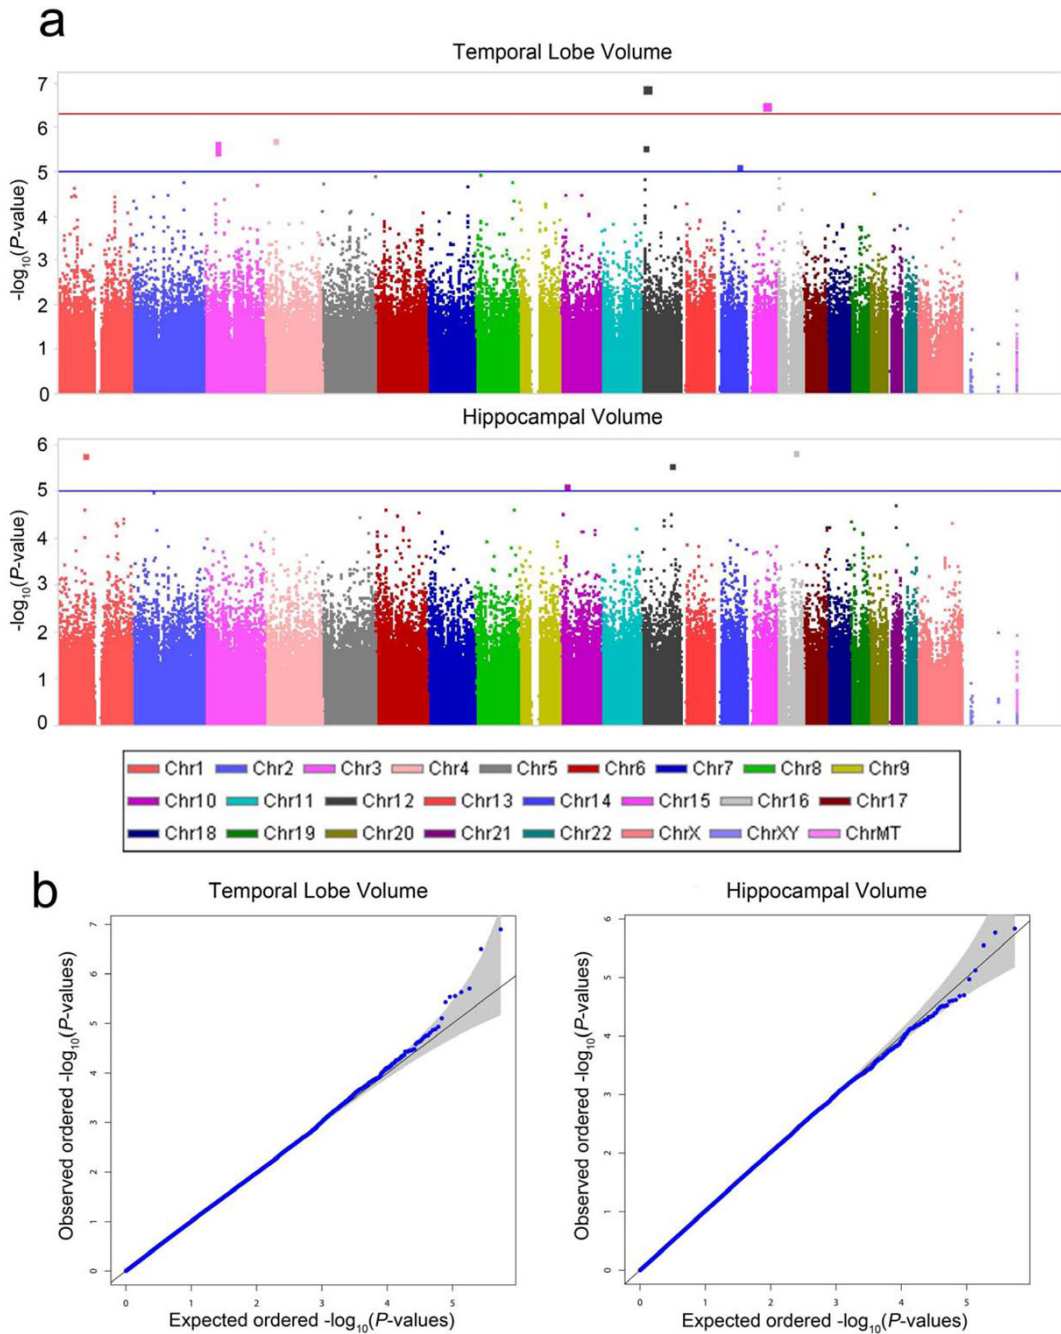 a
Temporal Lobe Volume
-log10(P-value)
7
6
5
4
3
2
1
0
Hippocampal Volume
-log10(P-value)
6
5
4
3
2
1
0
Chr1 Chr2 Chr3 Chr4 Chr5 Chr6 Chr7 Chr8 Chr9
Chr10 Chr11 Chr12 Chr13 Chr14 Chr15 Chr16 Chr17
Chr18 Chr19 Chr20 Chr21 Chr22 ChrX ChrXY ChrMT
b
Temporal Lobe Volume
Observed ordered -log10(P-values)
7
6
5
4
3
2
1
0
0 1 2 3 4 5
Expected ordered -log10(P-values)
Hippocampal Volume
Observed ordered -log10(P-values)
6
5
4
3
2
1
0
0 1 2 3 4 5
Expected ordered -log10(P-values)